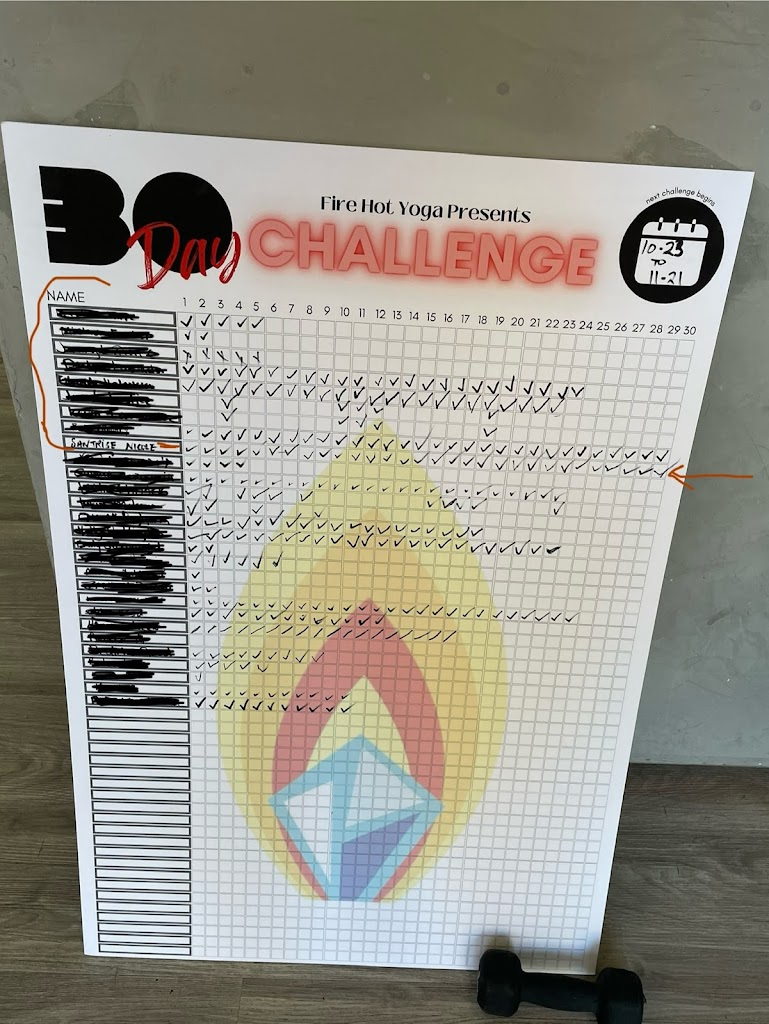 30
Day
Fire Hot Yoga Presents
CHALLENGE
next challenge begins
10-23
TO
11-21
NAME 1 2 3 4 5 6 7 8 9 10 11 12 13 14 15 16 17 18 19 20 21 22 23 24 25 26 27 28 29 30
SANTRISE NICOLE